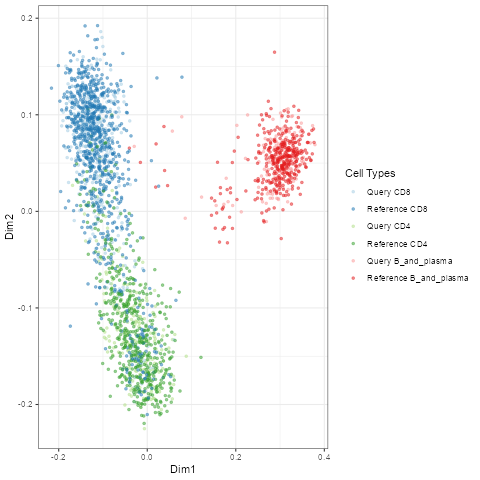 0.2
0.1
0.0
-0.1
-0.2
Dim2
-0.2
0.0
0.2
0.4
Dim1
Cell Types
Query CD8
Reference CD8
Query CD4
Reference CD4
Query B_and_plasma
Reference B_and_plasma